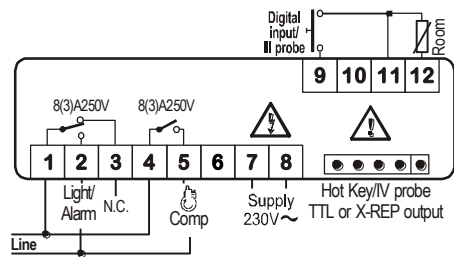 Digital
input/
III probe
Room
9 10 11 12
8(3)A250V 8(3)A250V
1 2 3 4 5 6 7 8
Light/
Alarm
N.C.
Comp
Supply
230V~
Hot Key/IV probe
TTL or X-REP output
Line